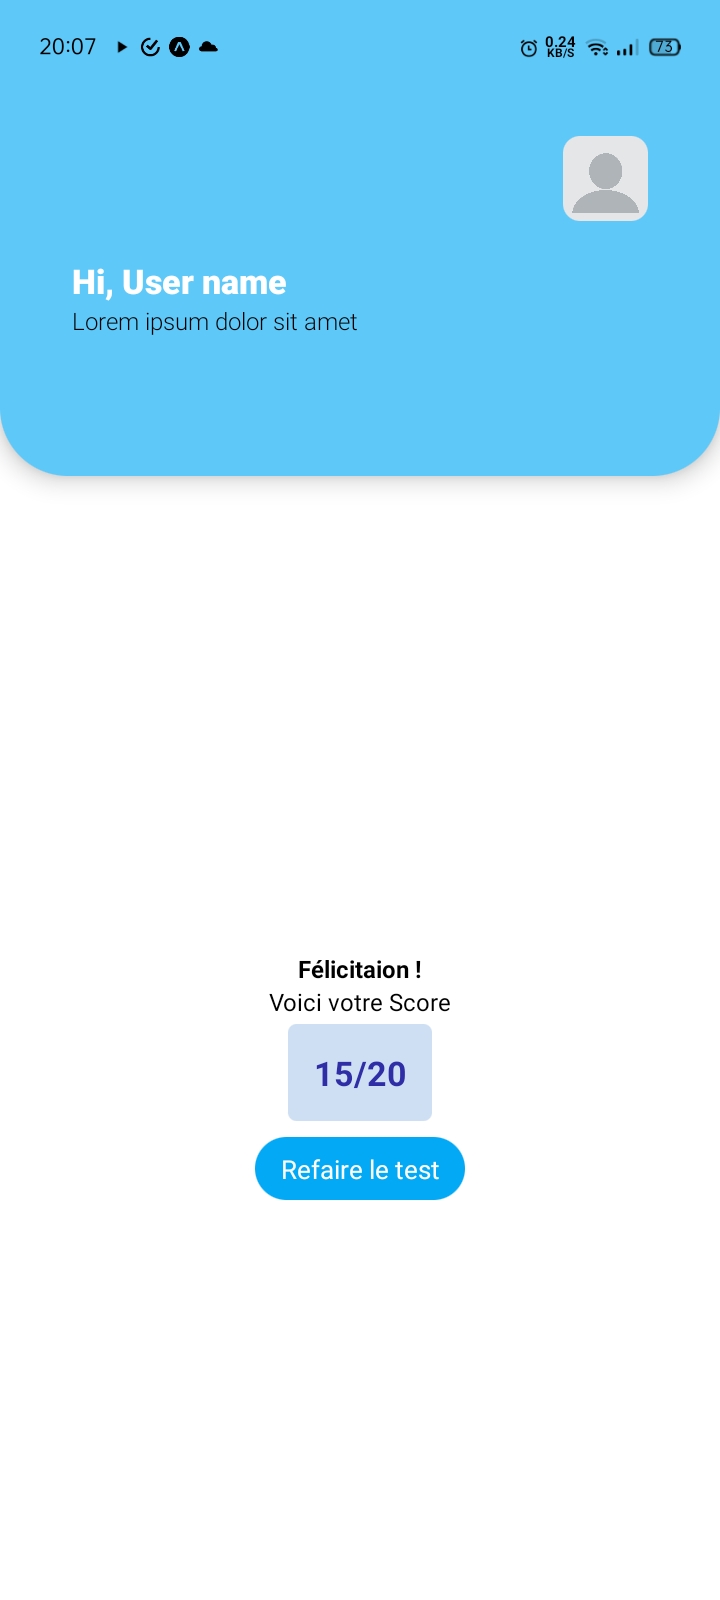 20:07
0.24
KB/S
73
Hi, User name
Lorem ipsum dolor sit amet
Félicitaion !
Voici votre Score
15/20
Refaire le test